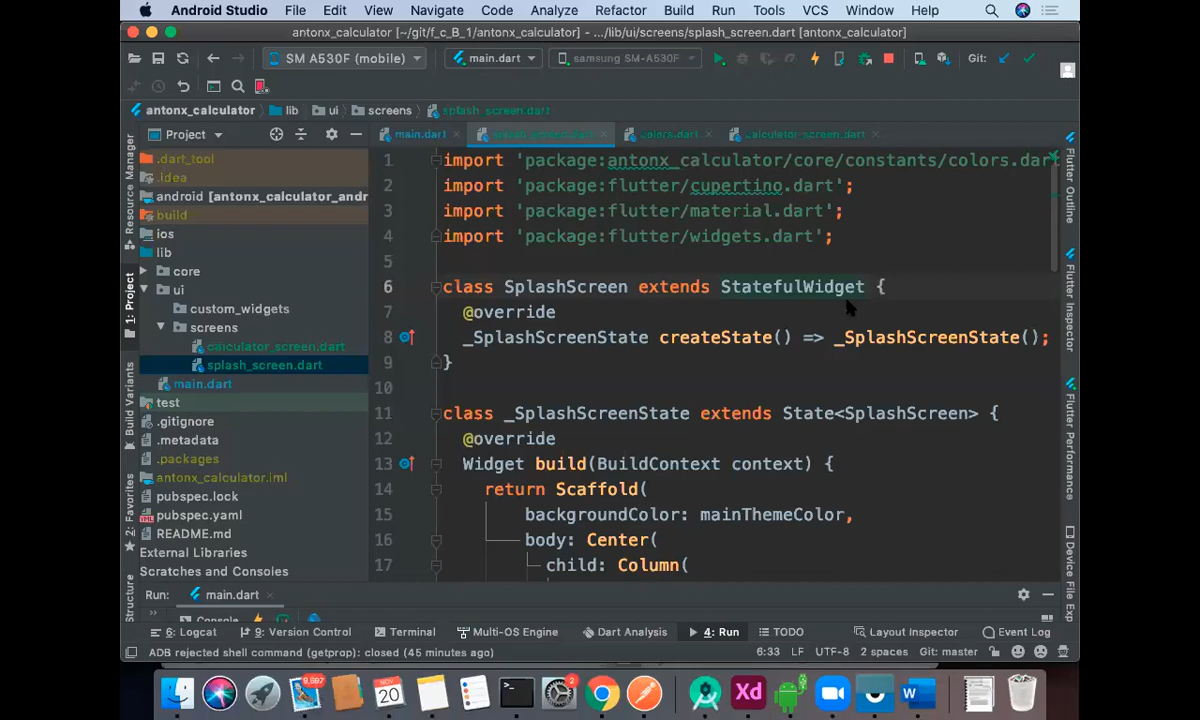 Android Studio File Edit View Navigate Code Analyze Refactor Build Run Tools VCS Window Help
antonx_calculator [~/git/f_c_B_1/antonx_calculator] - .../lib/ui/screens/splash_screen.dart [antonx_calculator]
SM A530F (mobile) main.dart samsung SM-A530F Git:
antonx_calculator lib ui screens splash_screen.dart
Project main.dart splash_screen.dart colors.dart calculator_screen.dart
.dart_tool
.idea
android [antonx_calculator_andr
build
ios
lib
core
ui
custom_widgets
screens
calculator_screen.dart
splash_screen.dart
main.dart
test
.gitignore
.metadata
.packages
antonx_calculator.iml
pubspec.lock
pubspec.yaml
README.md
External Libraries
Scratches and Consoles
Resource Manager
1: Project
Build Variants
2: Favorites
Structure
1 import 'package:antonx_calculator/core/constants/colors.dart
2 import 'package:flutter/cupertino.dart';
3 import 'package:flutter/material.dart';
4 import 'package:flutter/widgets.dart';
5
6 class SplashScreen extends StatefulWidget {
7 @override
8 _SplashScreenState createState() => _SplashScreenState();
9 }
10
11 class _SplashScreenState extends State<SplashScreen> {
12 @override
13 Widget build(BuildContext context) {
14 return Scaffold(
15 backgroundColor: mainThemeColor,
16 body: Center(
17 child: Column(
Flutter Outline
Flutter Inspector
Flutter Performance
Device File Exp
Run: main.dart
Console
6: Logcat 9: Version Control Terminal Multi-OS Engine Dart Analysis 4: Run TODO Layout Inspector Event Log
ADB rejected shell command (getprop): closed (45 minutes ago) 6:33 LF UTF-8 2 spaces Git: master
9,697 NOV 20 2 Xd W